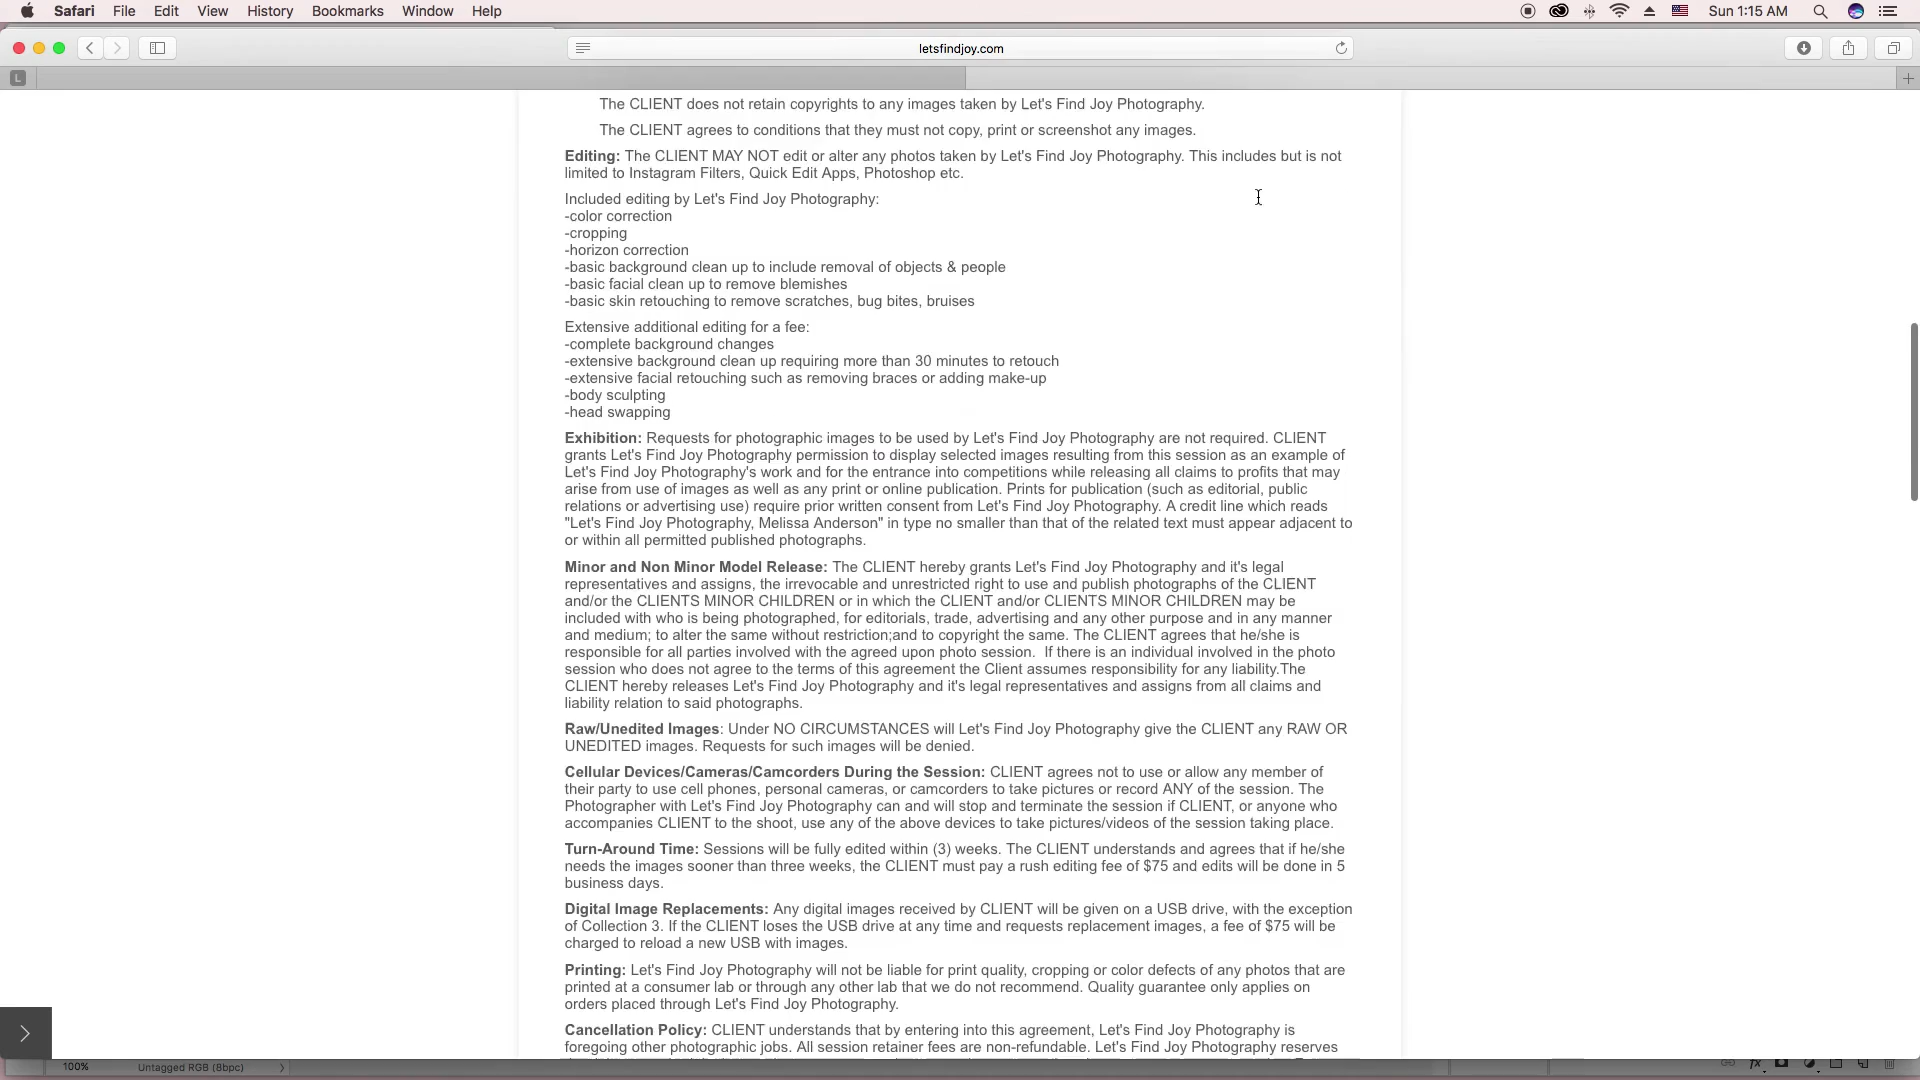 Safari File Edit View History Bookmarks Window Help Sun 1:15 AM
letsfindjoy.com
L
The CLIENT does not retain copyrights to any images taken by Let's Find Joy Photography.
The CLIENT agrees to conditions that they must not copy, print or screenshot any images.
Editing: The CLIENT MAY NOT edit or alter any photos taken by Let's Find Joy Photography. This includes but is not
limited to Instagram Filters, Quick Edit Apps, Photoshop etc.
Included editing by Let's Find Joy Photography:
-color correction
-cropping
-horizon correction
-basic background clean up to include removal of objects & people
-basic facial clean up to remove blemishes
-basic skin retouching to remove scratches, bug bites, bruises
Extensive additional editing for a fee:
-complete background changes
-extensive background clean up requiring more than 30 minutes to retouch
-extensive facial retouching such as removing braces or adding make-up
-body sculpting
-head swapping
Exhibition: Requests for photographic images to be used by Let's Find Joy Photography are not required. CLIENT
grants Let's Find Joy Photography permission to display selected images resulting from this session as an example of
Let's Find Joy Photography's work and for the entrance into competitions while releasing all claims to profits that may
arise from use of images as well as any print or online publication. Prints for publication (such as editorial, public
relations or advertising use) require prior written consent from Let's Find Joy Photography. A credit line which reads
"Let's Find Joy Photography, Melissa Anderson" in type no smaller than that of the related text must appear adjacent to
or within all permitted published photographs.
Minor and Non Minor Model Release: The CLIENT hereby grants Let's Find Joy Photography and it's legal
representatives and assigns, the irrevocable and unrestricted right to use and publish photographs of the CLIENT
and/or the CLIENTS MINOR CHILDREN or in which the CLIENT and/or CLIENTS MINOR CHILDREN may be
included with who is being photographed, for editorials, trade, advertising and any other purpose and in any manner
and medium; to alter the same without restriction;and to copyright the same. The CLIENT agrees that he/she is
responsible for all parties involved with the agreed upon photo session.  If there is an individual involved in the photo
session who does not agree to the terms of this agreement the Client assumes responsibility for any liability.The
CLIENT hereby releases Let's Find Joy Photography and it's legal representatives and assigns from all claims and
liability relation to said photographs.
Raw/Unedited Images: Under NO CIRCUMSTANCES will Let's Find Joy Photography give the CLIENT any RAW OR
UNEDITED images. Requests for such images will be denied.
Cellular Devices/Cameras/Camcorders During the Session: CLIENT agrees not to use or allow any member of
their party to use cell phones, personal cameras, or camcorders to take pictures or record ANY of the session. The
Photographer with Let's Find Joy Photography can and will stop and terminate the session if CLIENT, or anyone who
accompanies CLIENT to the shoot, use any of the above devices to take pictures/videos of the session taking place.
Turn-Around Time: Sessions will be fully edited within (3) weeks. The CLIENT understands and agrees that if he/she
needs the images sooner than three weeks, the CLIENT must pay a rush editing fee of $75 and edits will be done in 5
business days.
Digital Image Replacements: Any digital images received by CLIENT will be given on a USB drive, with the exception
of Collection 3. If the CLIENT loses the USB drive at any time and requests replacement images, a fee of $75 will be
charged to reload a new USB with images.
Printing: Let's Find Joy Photography will not be liable for print quality, cropping or color defects of any photos that are
printed at a consumer lab or through any other lab that we do not recommend. Quality guarantee only applies on
orders placed through Let's Find Joy Photography.
Cancellation Policy: CLIENT understands that by entering into this agreement, Let's Find Joy Photography is
foregoing other photographic jobs. All session retainer fees are non-refundable. Let's Find Joy Photography reserves
100% Untagged RGB (8bpc)
fx